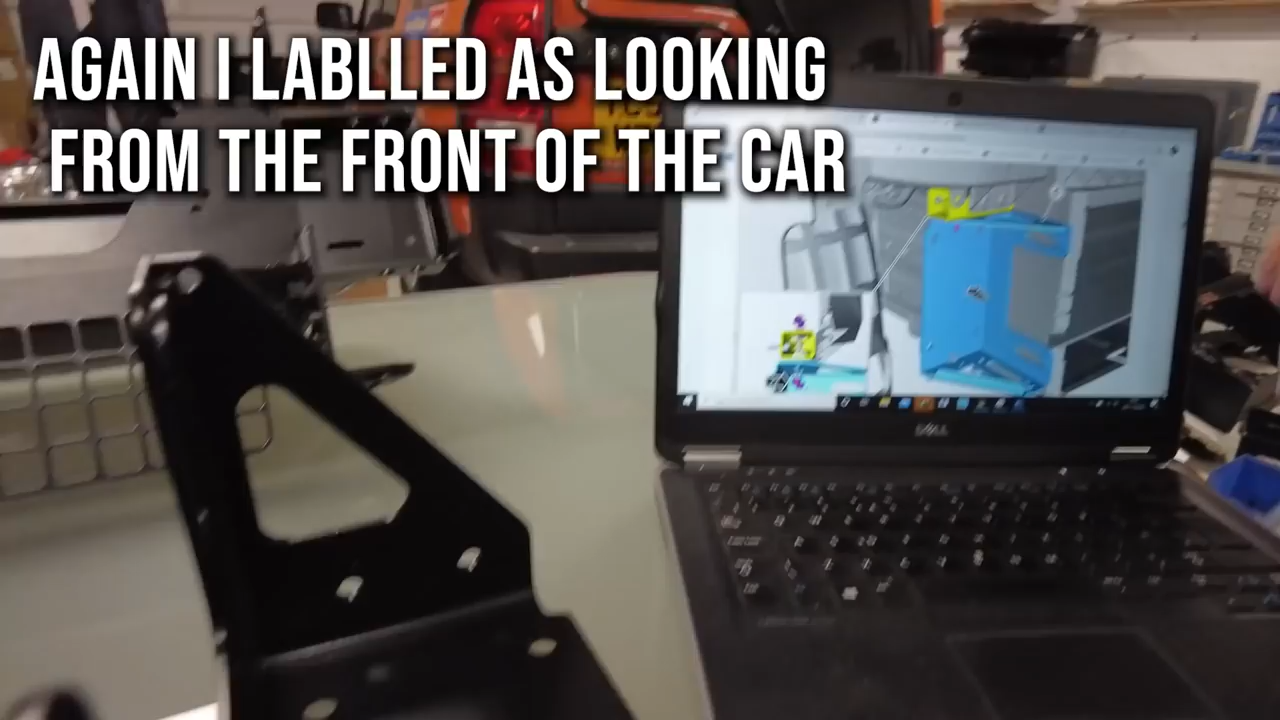 AGAIN I LABLLED AS LOOKING
FROM THE FRONT OF THE CAR
DELL